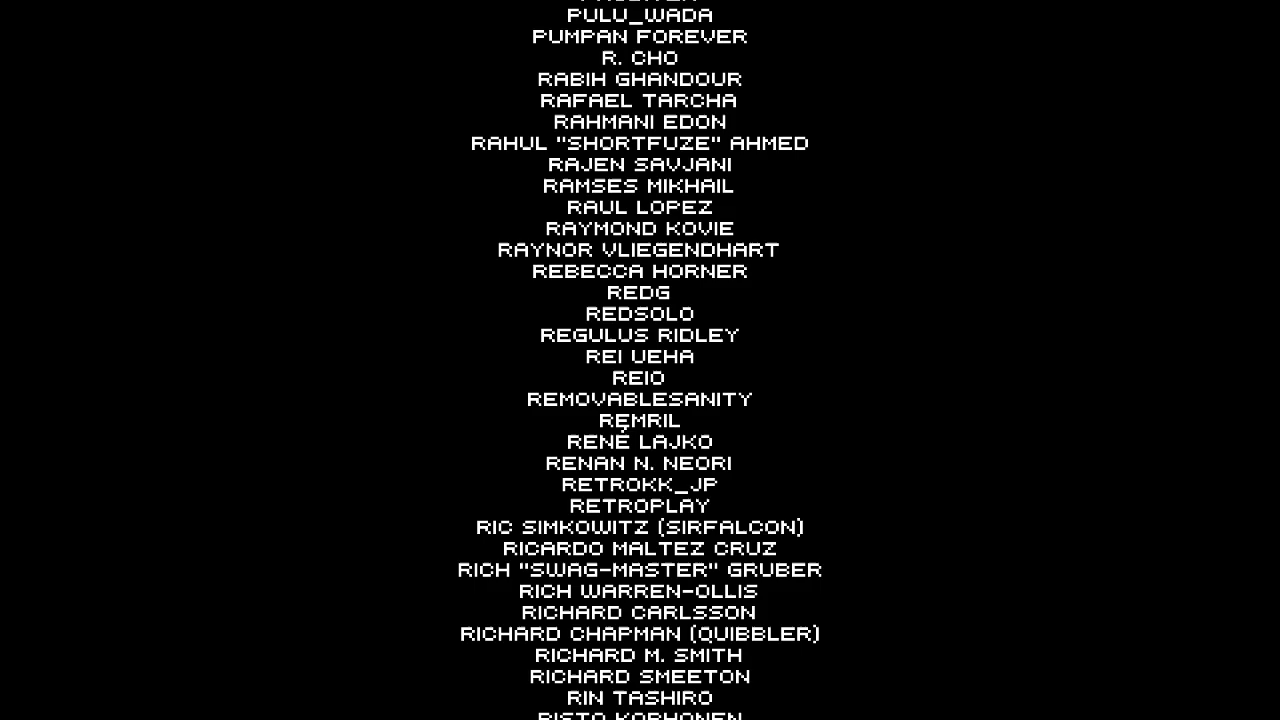 PULU_WADA
PUMPAN FOREVER
R. CHO
RABIH GHANDOUR
RAFAEL TARCHA
RAHMANI EDON
RAHUL "SHORTFUZE" AHMED
RAJEN SAVJANI
RAMSES MIKHAIL
RAUL LOPEZ
RAYMOND KOVIE
RAYNOR VLIEGENDHART
REBECCA HORNER
REDG
REDSOLO
REGULUS RIDLEY
REI UEHA
REIO
REMOVABLESANITY
REMRIL
RENÉ LAJKO
RENAN N. NEORI
RETROKK_JP
RETROPLAY
RIC SIMKOWITZ (SIRFALCON)
RICARDO MALTEZ CRUZ
RICH "SWAG-MASTER" GRUBER
RICH WARREN-OLLIS
RICHARD CARLSSON
RICHARD CHAPMAN (QUIBBLER)
RICHARD M. SMITH
RICHARD SMEETON
RIN TASHIRO
RISTO KORHONEN